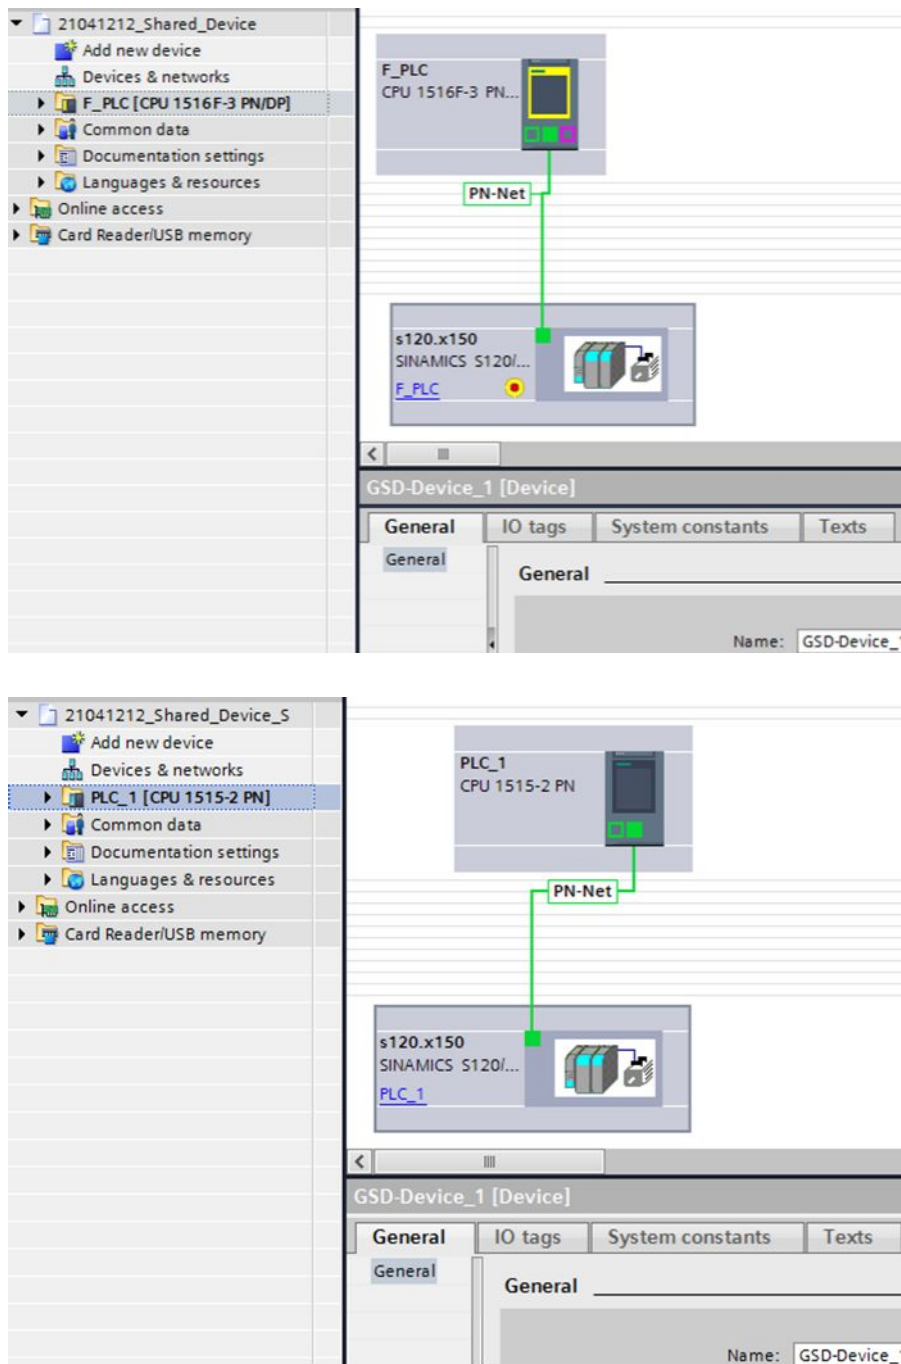 21041212_Shared_Device
Add new device
Devices & networks
F_PLC [CPU 1516F-3 PN/DP]
Common data
Documentation settings
Languages & resources
Online access
Card Reader/USB memory
F_PLC
CPU 1516F-3 PN...
PN-Net
s120.x150
SINAMICS S120/...
F_PLC
GSD-Device_1 [Device]
General
IO tags
System constants
Texts
General
General
Name:
GSD-Device_1
21041212_Shared_Device_S
Add new device
Devices & networks
PLC_1 [CPU 1515-2 PN]
Common data
Documentation settings
Languages & resources
Online access
Card Reader/USB memory
PLC_1
CPU 1515-2 PN
PN-Net
s120.x150
SINAMICS S120/...
PLC_1
GSD-Device_1 [Device]
General
IO tags
System constants
Texts
General
General
Name:
GSD-Device_1